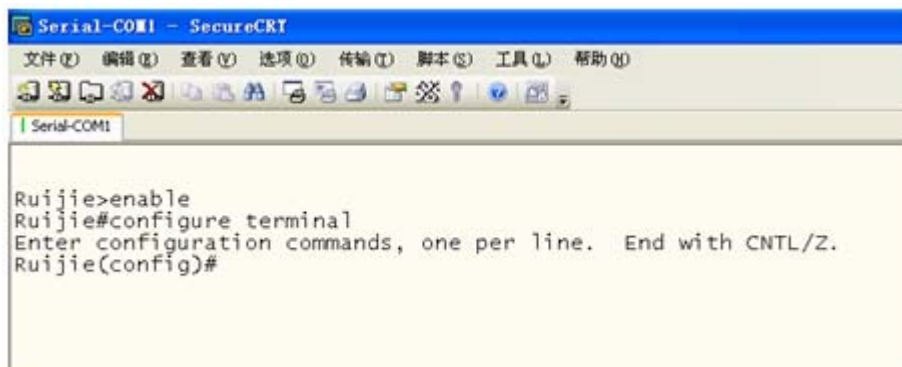 Serial-COM1 - SecureCRT
文件(F) 编辑(E) 查看(V) 选项(O) 传输(T) 脚本(S) 工具(L) 帮助(H)
Serial-COM1
Ruijie>enable
Ruijie#configure terminal
Enter configuration commands, one per line.  End with CNTL/Z.
Ruijie(config)#